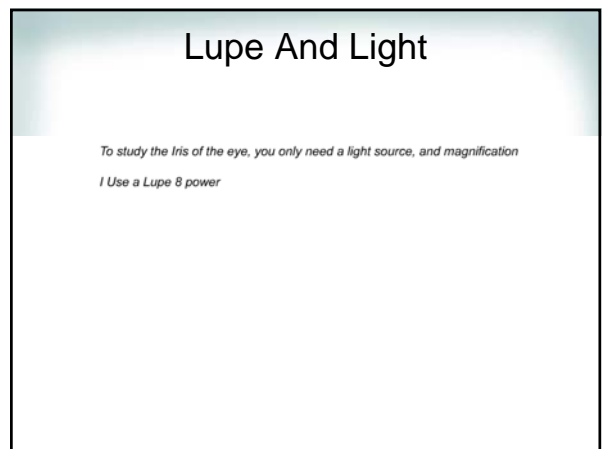 Lupe And Light
To study the Iris of the eye, you only need a light source, and magnification
I Use a Lupe 8 power